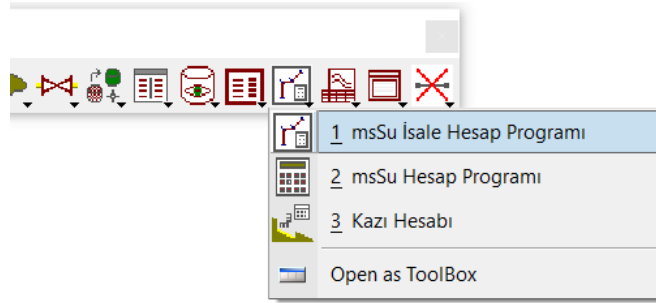 1 msSu İsale Hesap Programı
2 msSu Hesap Programı
3 Kazı Hesabı
Open as ToolBox